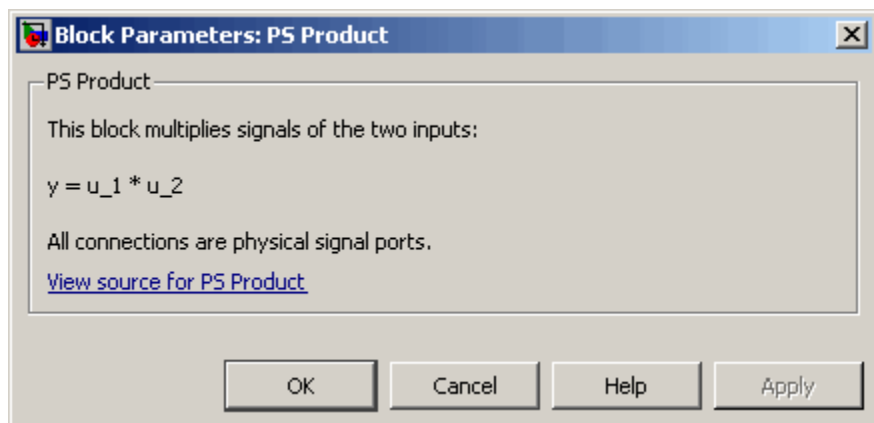 Block Parameters: PS Product
PS Product
This block multiplies signals of the two inputs:
y = u_1 * u_2
All connections are physical signal ports.
View source for PS Product
OK
Cancel
Help
Apply